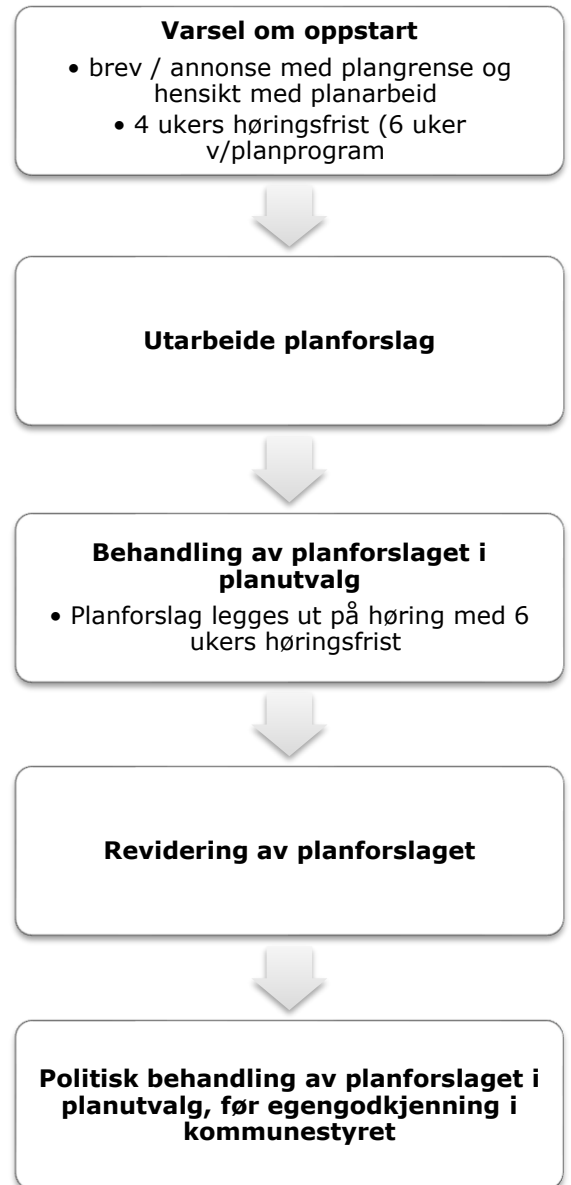 Varsel om oppstart
• brev / annonse med plangrense og
hensikt med planarbeid
• 4 ukers høringsfrist (6 uker
v/planprogram
Utarbeide planforslag
Behandling av planforslaget i
planutvalg
• Planforslag legges ut på høring med 6
ukers høringsfrist
Revidering av planforslaget
Politisk behandling av planforslaget i
planutvalg, før egengodkjenning i
kommunestyret